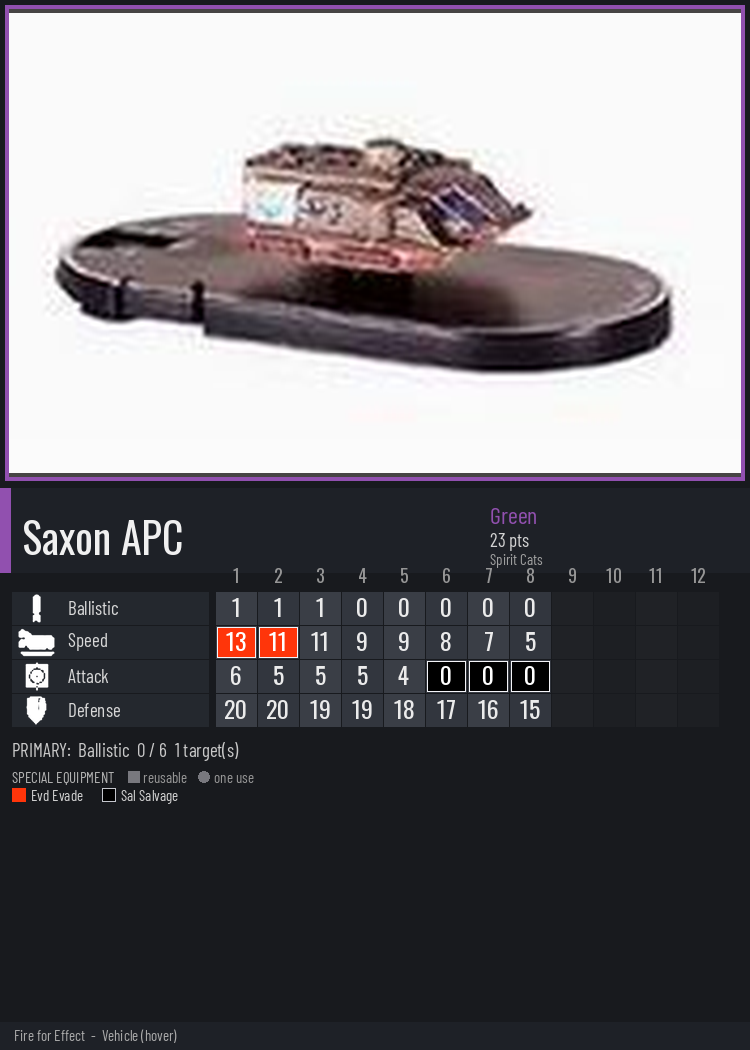 Saxon APC
Green
23 pts
Spirit Cats
1 2 3 4 5 6 7 8 9 10 11 12
Ballistic 1 1 1 0 0 0 0 0
Speed 13 11 11 9 9 8 7 5
Attack 6 5 5 5 4 0 0 0
Defense 20 20 19 19 18 17 16 15
PRIMARY: Ballistic 0 / 6 1 target(s)
SPECIAL EQUIPMENT reusable one use
Evd Evade Sal Salvage
Fire for Effect - Vehicle (hover)